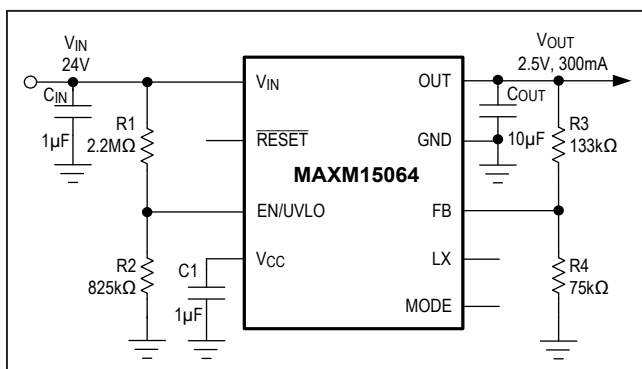 VIN
24V
CIN
1µF
R1
2.2MΩ
R2
825kΩ
C1
1µF
VIN
RESET
EN/UVLO
VCC
MAXM15064
OUT
GND
FB
LX
MODE
VOUT
2.5V, 300mA
COUT
10µF
R3
133kΩ
R4
75kΩ